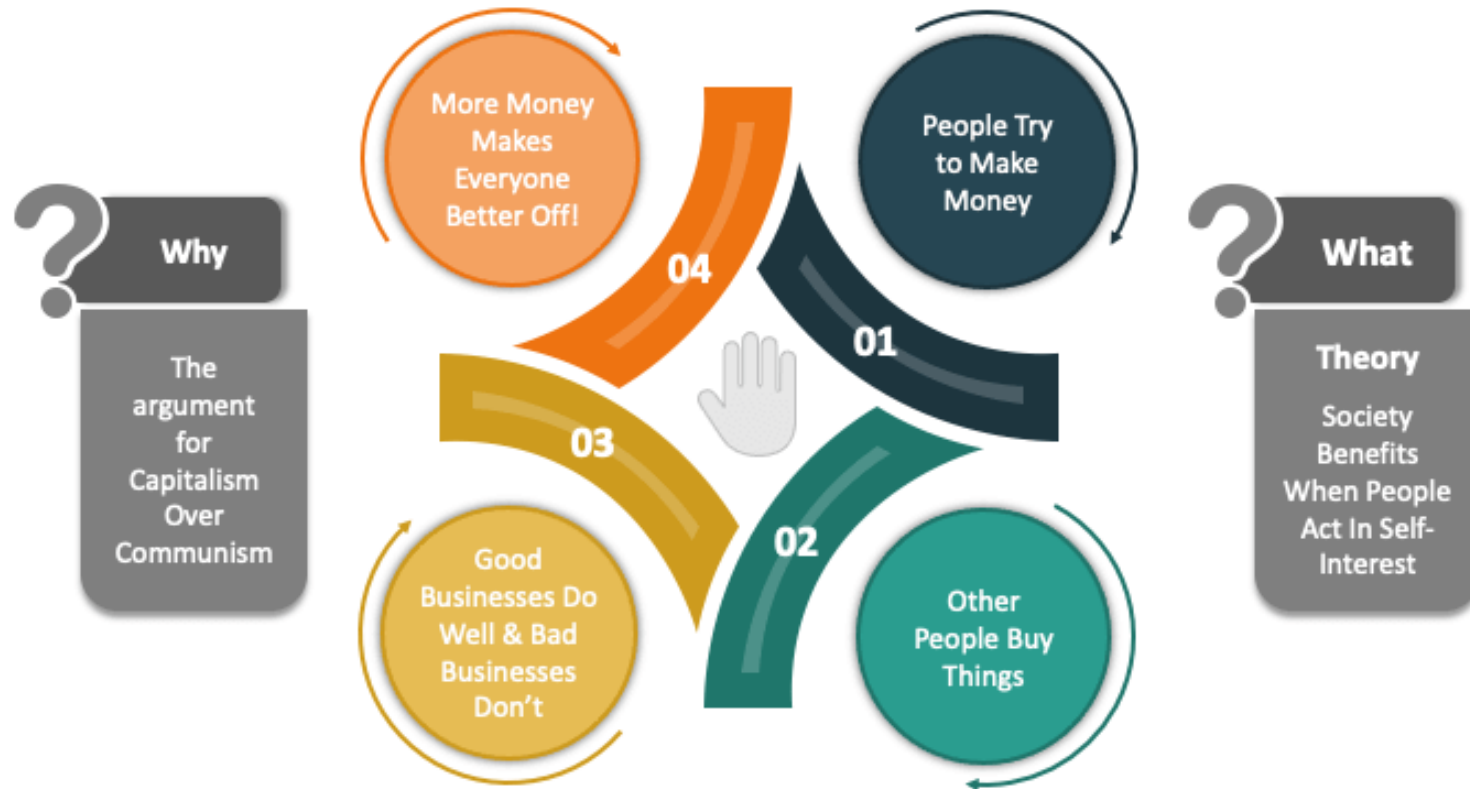 Why
The
argument
for
Capitalism
Over
Communism
More Money
Makes
Everyone
Better Off!
04
People Try
to Make
Money
01
03
Good
Businesses Do
Well & Bad
Businesses
Don't
02
Other
People Buy
Things
What
Theory
Society
Benefits
When People
Act In Self-
Interest